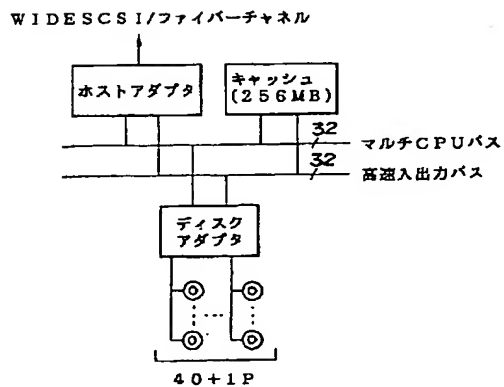 WIDESCSI/ファイバーチャネル
ホストアダプタ
キャッシュ
(256MB)
32
マルチCPUバス
32
高速入出力バス
ディスク
アダプタ
40+1P